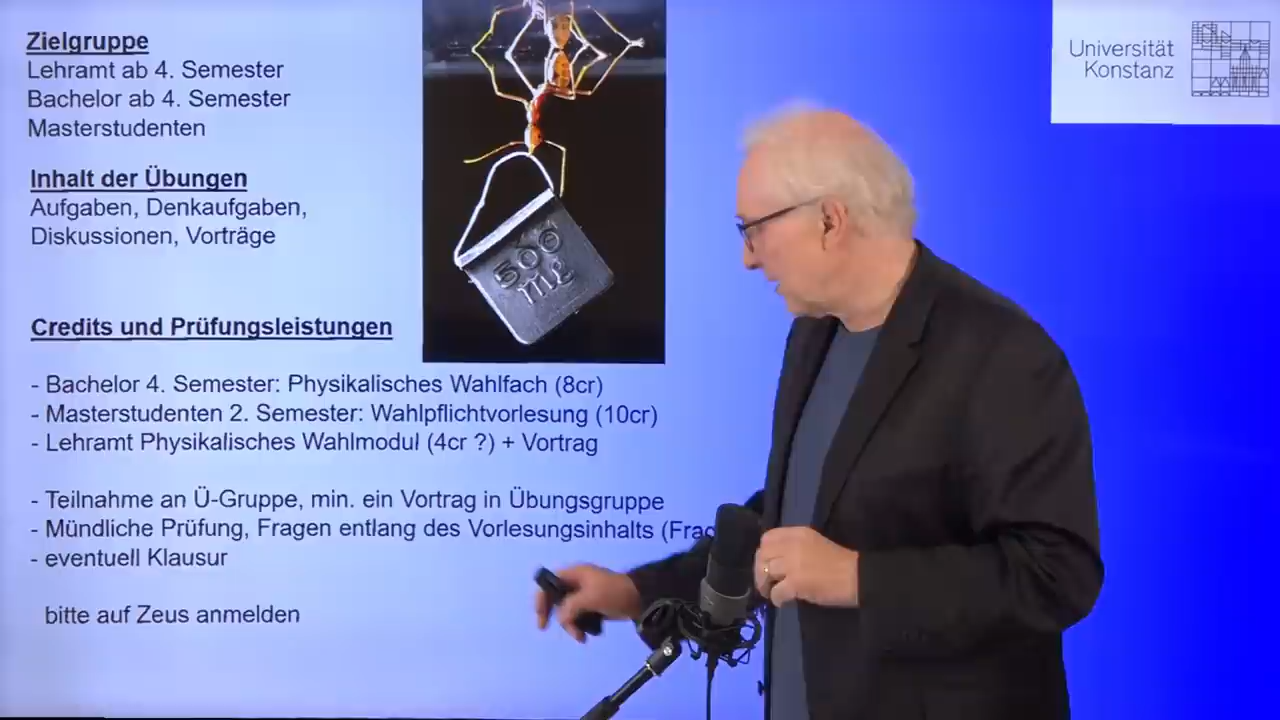 Zielgruppe
Lehramt ab 4. Semester
Bachelor ab 4. Semester
Masterstudenten
Inhalt der Übungen
Aufgaben, Denkaufgaben,
Diskussionen, Vorträge
Credits und Prüfungsleistungen
- Bachelor 4. Semester: Physikalisches Wahlfach (8cr)
- Masterstudenten 2. Semester: Wahlpflichtvorlesung (10cr)
- Lehramt Physikalisches Wahlmodul (4cr ?) + Vortrag
- Teilnahme an Ü-Gruppe, min. ein Vortrag in Übungsgruppe
- Mündliche Prüfung, Fragen entlang des Vorlesungsinhalts
- eventuell Klausur
bitte auf Zeus anmelden
500
Universität
Konstanz